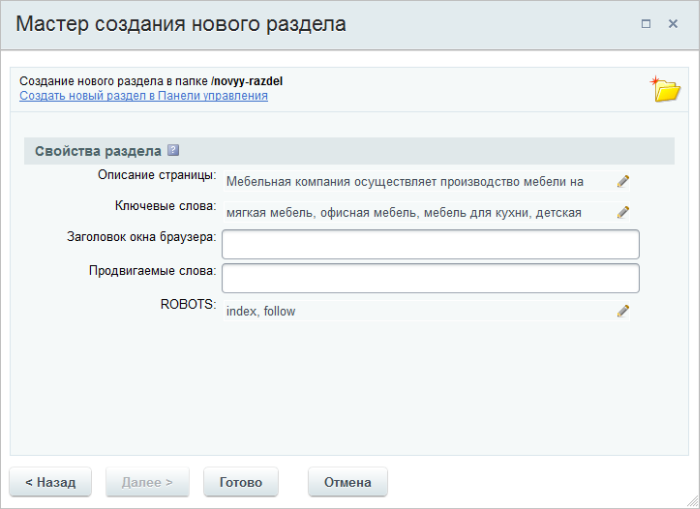 Мастер создания нового раздела
Создание нового раздела в папке /novyy-razdel
Создать новый раздел в Панели управления
Свойства раздела ?
Описание страницы: Мебельная компания осуществляет производство мебели на
Ключевые слова: мягкая мебель, офисная мебель, мебель для кухни, детская
Заголовок окна браузера:
Продвигаемые слова:
ROBOTS: index, follow
< Назад Далее > Готово Отмена